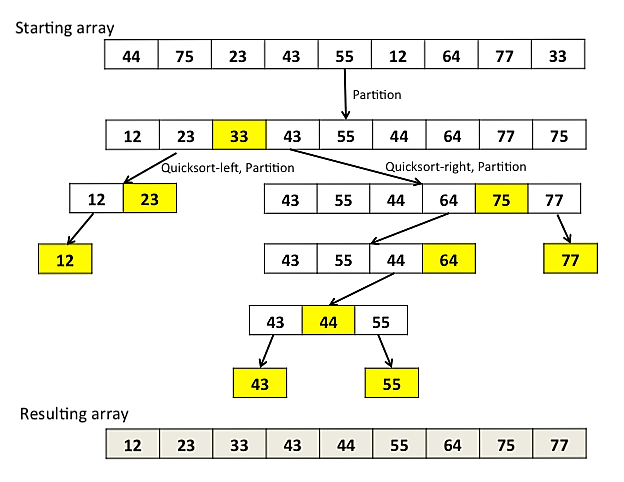 Starting array
44 75 23 43 55 12 64 77 33
Partition
12 23 33 43 55 44 64 77 75
Quicksort-left, Partition Quicksort-right, Partition
12 23 43 55 44 64 75 77
12 43 55 44 64 77
43 44 55
43 55
Resulting array
12 23 33 43 44 55 64 75 77